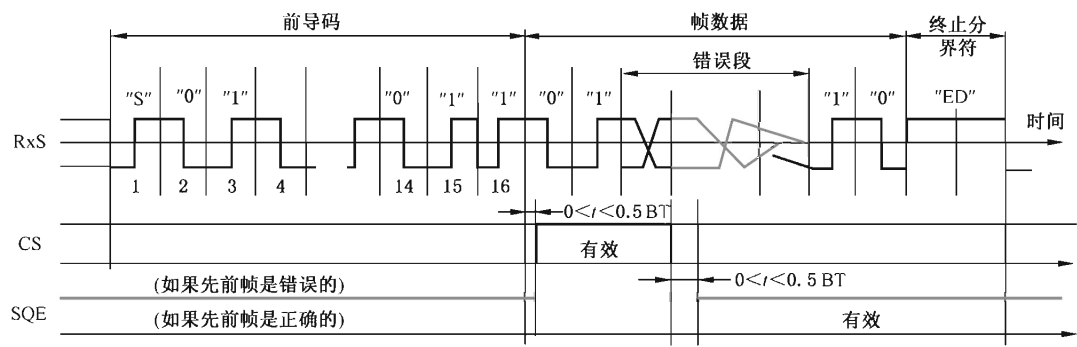 前导码 帧数据 终止分
界符
错误段
"S" "0" "1" "0" "1" "1" "0" "1" "1" "0" "ED"
时间
RxS
1 2 3 4 14 15 16
0<t<0.5 BT
CS 有效
(如果先前帧是错误的) 0<t<0.5 BT
SQE
(如果先前帧是正确的) 有效